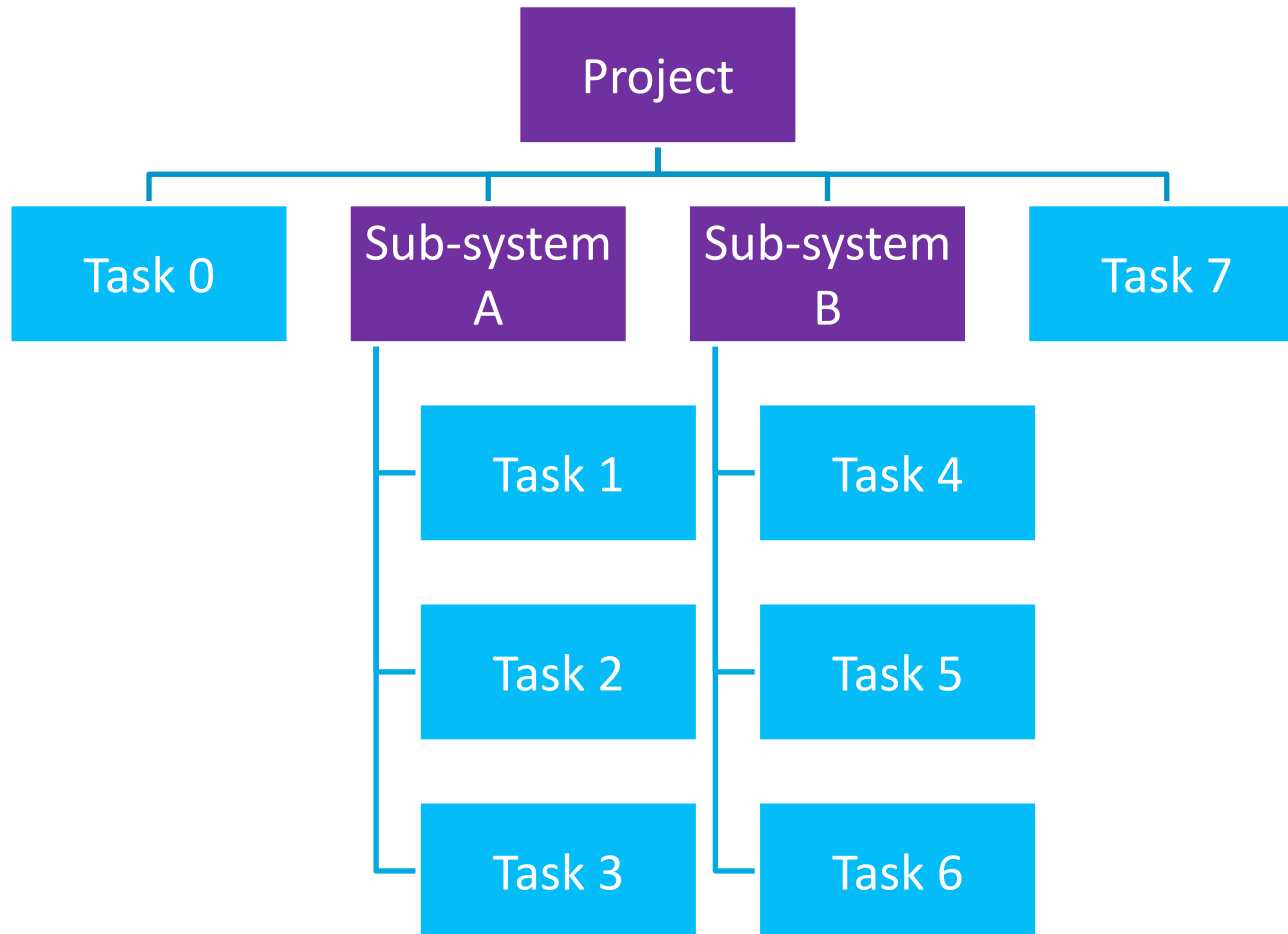 Project
Task 0
Sub-system
A
Sub-system
B
Task 7
Task 1
Task 4
Task 2
Task 5
Task 3
Task 6